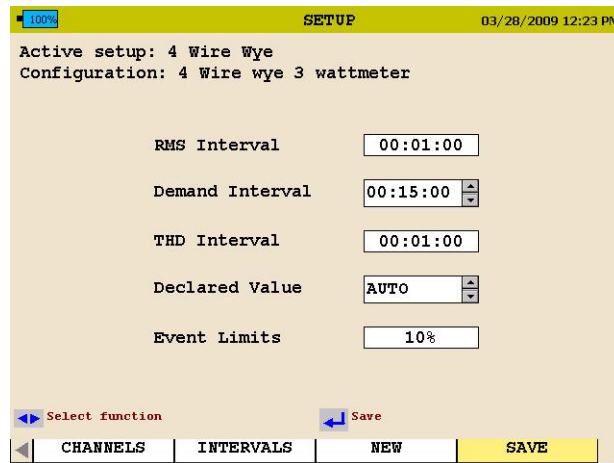 100% SETUP 03/28/2009 12:23 PM
Active setup: 4 Wire Wye
Configuration: 4 Wire wye 3 wattmeter
RMS Interval 00:01:00
Demand Interval 00:15:00
THD Interval 00:01:00
Declared Value AUTO
Event Limits 10%
Select function Save
CHANNELS INTERVALS NEW SAVE